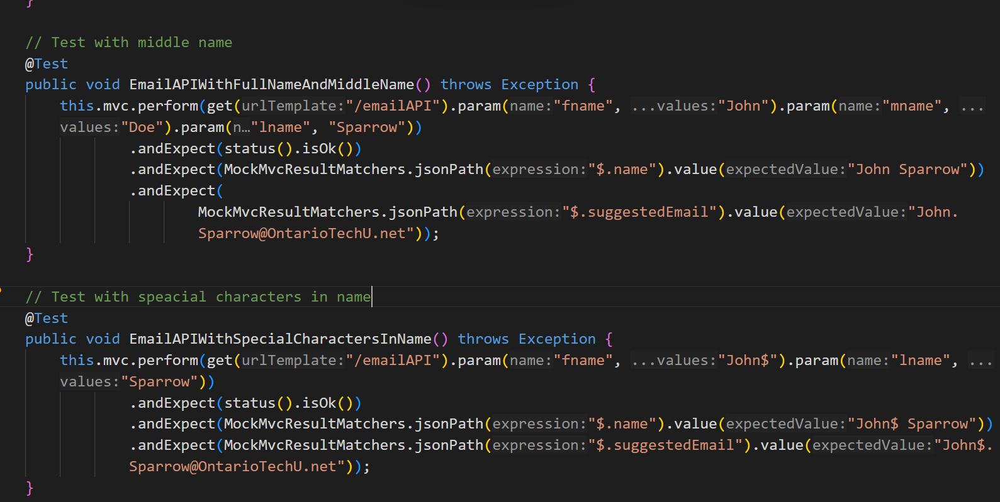 }
// Test with middle name
@Test
public void EmailAPIWithFullNameAndMiddleName() throws Exception {
this.mvc.perform(get(urlTemplate:"/emailAPI").param(name:"fname", ...values:"John").param(name:"mname", ...
values:"Doe").param(n…"lname", "Sparrow"))
.andExpect(status().isOk())
.andExpect(MockMvcResultMatchers.jsonPath(expression:"$.name").value(expectedValue:"John Sparrow"))
.andExpect(
MockMvcResultMatchers.jsonPath(expression:"$.suggestedEmail").value(expectedValue:"John.
Sparrow@OntarioTechU.net"));
}
// Test with speacial characters in name
@Test
public void EmailAPIWithSpecialCharactersInName() throws Exception {
this.mvc.perform(get(urlTemplate:"/emailAPI").param(name:"fname", ...values:"John$").param(name:"lname", ...
values:"Sparrow"))
.andExpect(status().isOk())
.andExpect(MockMvcResultMatchers.jsonPath(expression:"$.name").value(expectedValue:"John$ Sparrow"))
.andExpect(MockMvcResultMatchers.jsonPath(expression:"$.suggestedEmail").value(expectedValue:"John$.
Sparrow@OntarioTechU.net"));
}